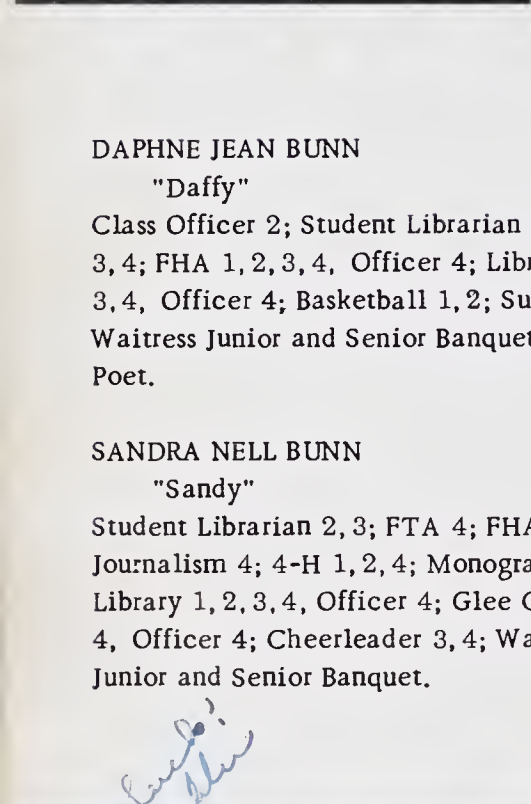 DAPHNE JEAN BUNN
"Daffy"
Class Officer 2; Student Librarian
3, 4; FHA 1, 2, 3, 4, Officer 4; Libr
3, 4, Officer 4; Basketball 1, 2; Su
Waitress Junior and Senior Banquet
Poet.
SANDRA NELL BUNN
"Sandy"
Student Librarian 2, 3; FTA 4; FHA
Journalism 4; 4-H 1, 2, 4; Monogra
Library 1, 2, 3, 4, Officer 4; Glee C
4, Officer 4; Cheerleader 3, 4; Wa
Junior and Senior Banquet.